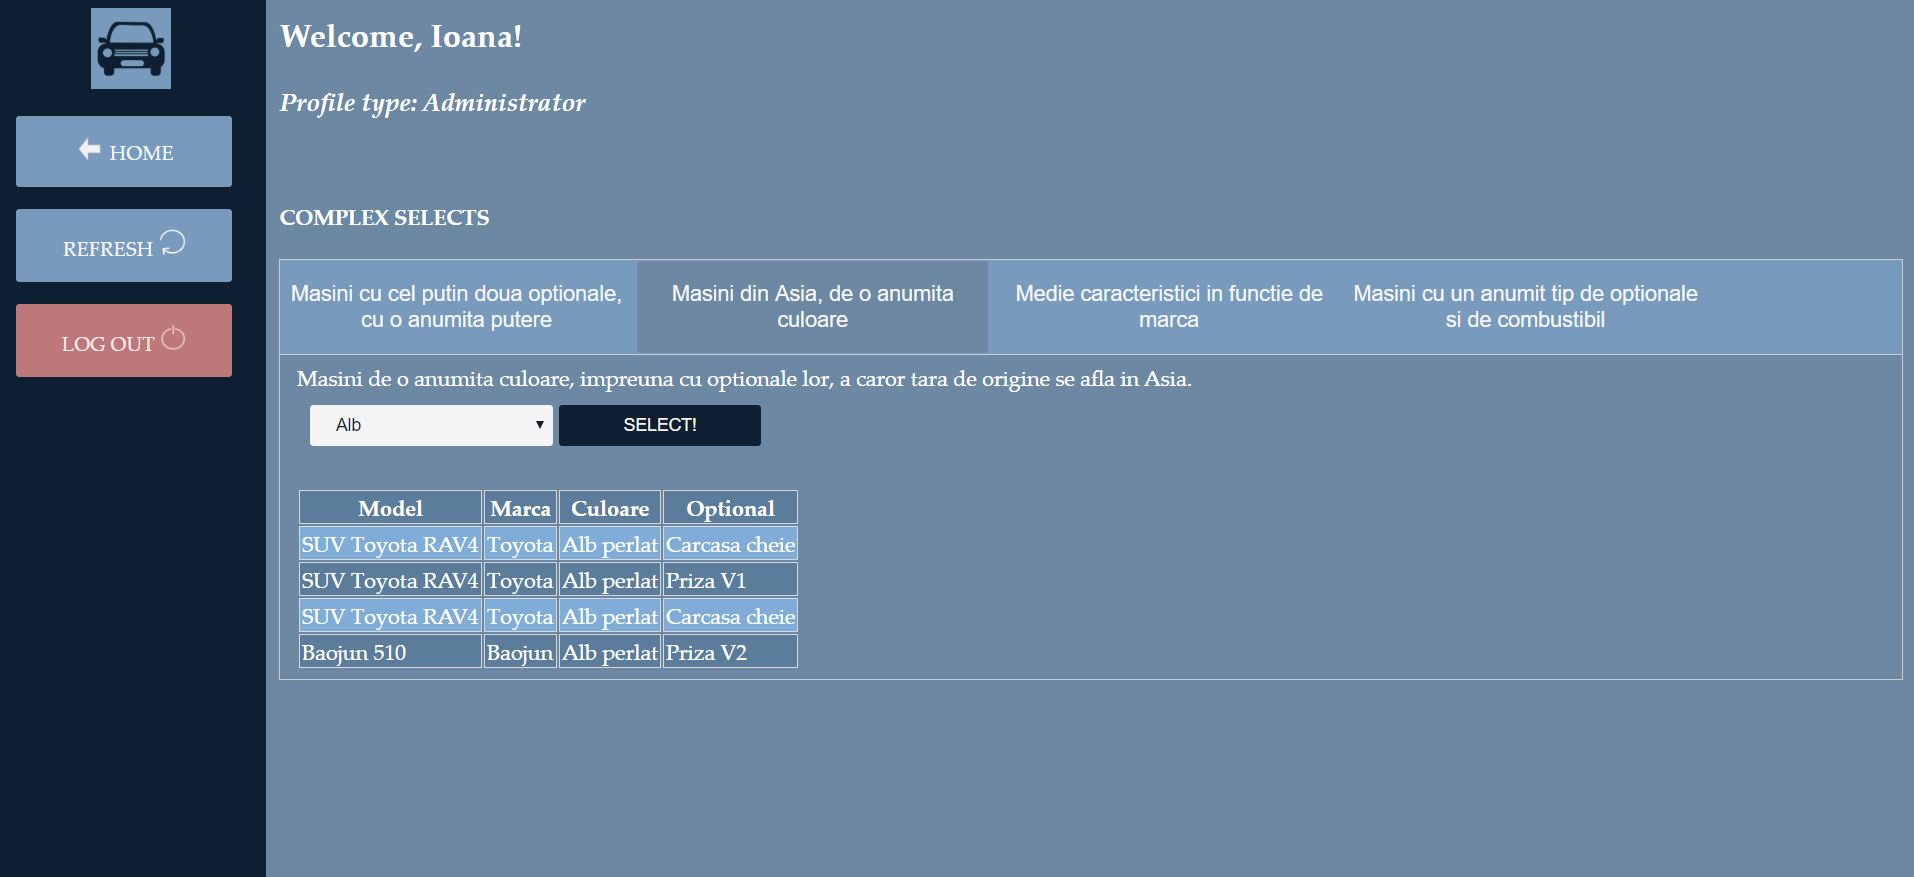 Welcome, Ioana!
Profile type: Administrator
HOME
REFRESH
LOG OUT
COMPLEX SELECTS
Masini cu cel putin doua optionale,
cu o anumita putere
Masini din Asia, de o anumita
culoare
Medie caracteristici in functie de
marca
Masini cu un anumit tip de optionale
si de combustibil
Masini de o anumita culoare, impreuna cu optionale lor, a caror tara de origine se afla in Asia.
Alb SELECT!
Model Marca Culoare Optional
SUV Toyota RAV4 Toyota Alb perlat Carcasa cheie
SUV Toyota RAV4 Toyota Alb perlat Priza V1
SUV Toyota RAV4 Toyota Alb perlat Carcasa cheie
Baojun 510 Baojun Alb perlat Priza V2